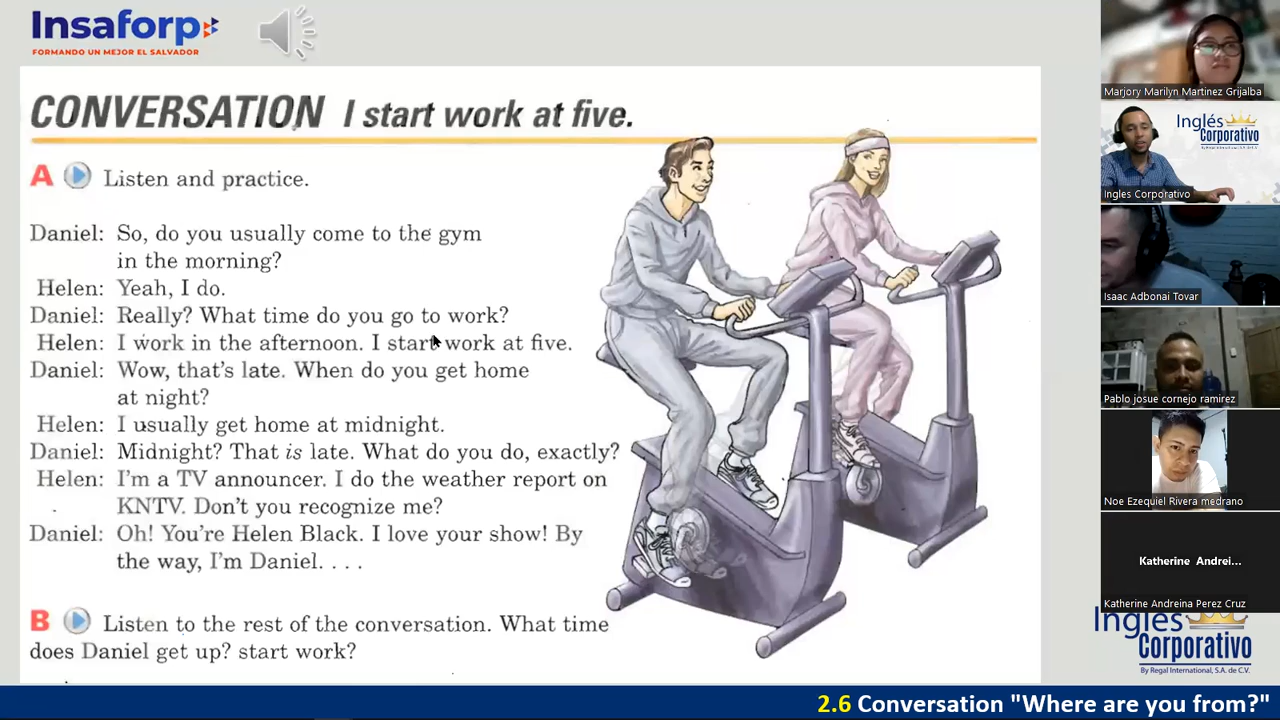 Insaforp
FORMANDO UN MEJOR EL SALVADOR
CONVERSATION I start work at five.
A Listen and practice.
Daniel: So, do you usually come to the gym
in the morning?
Helen: Yeah, I do.
Daniel: Really? What time do you go to work?
Helen: I work in the afternoon. I start work at five.
Daniel: Wow, that's late. When do you get home
at night?
Helen: I usually get home at midnight.
Daniel: Midnight? That is late. What do you do, exactly?
Helen: I'm a TV announcer. I do the weather report on
KNTV. Don't you recognize me?
Daniel: Oh! You're Helen Black. I love your show! By
the way, I'm Daniel. . . .
B Listen to the rest of the conversation. What time
does Daniel get up? start work?
Marjory Marilyn Martinez Grijalba
Inglés
Corporativo
Ingles Corporativo
Isaac Adbonai Tovar
Pablo josue cornejo ramirez
Noe Ezequiel Rivera medrano
Katherine Andrei...
Katherine Andreina Perez Cruz
Inglés
Corporativo
By Regal International, S.A. de C.V.
2.6 Conversation "Where are you from?"